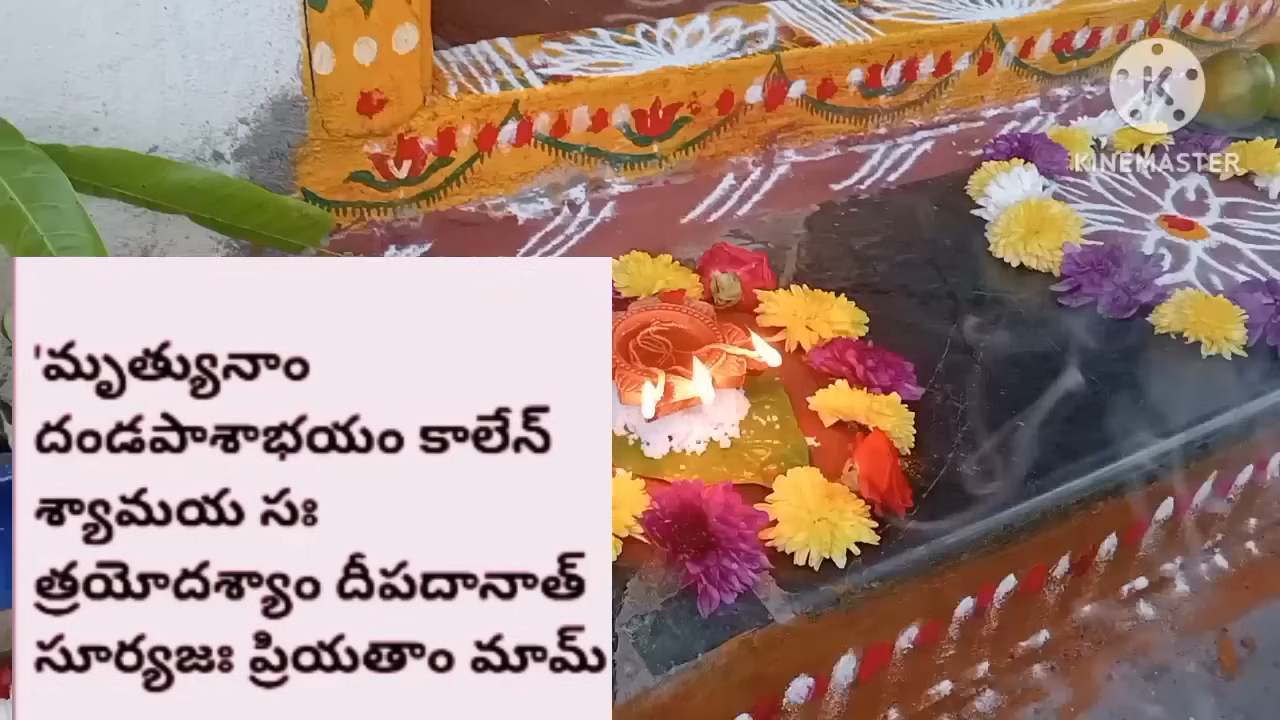 K
KINEMASTER
'మృత్యునాం
దండపాశాభయం కాలేన్
శ్యామయ సః
త్రయోదశ్యాం దీపదానాత్
సూర్యజః ప్రియతాం మామ్